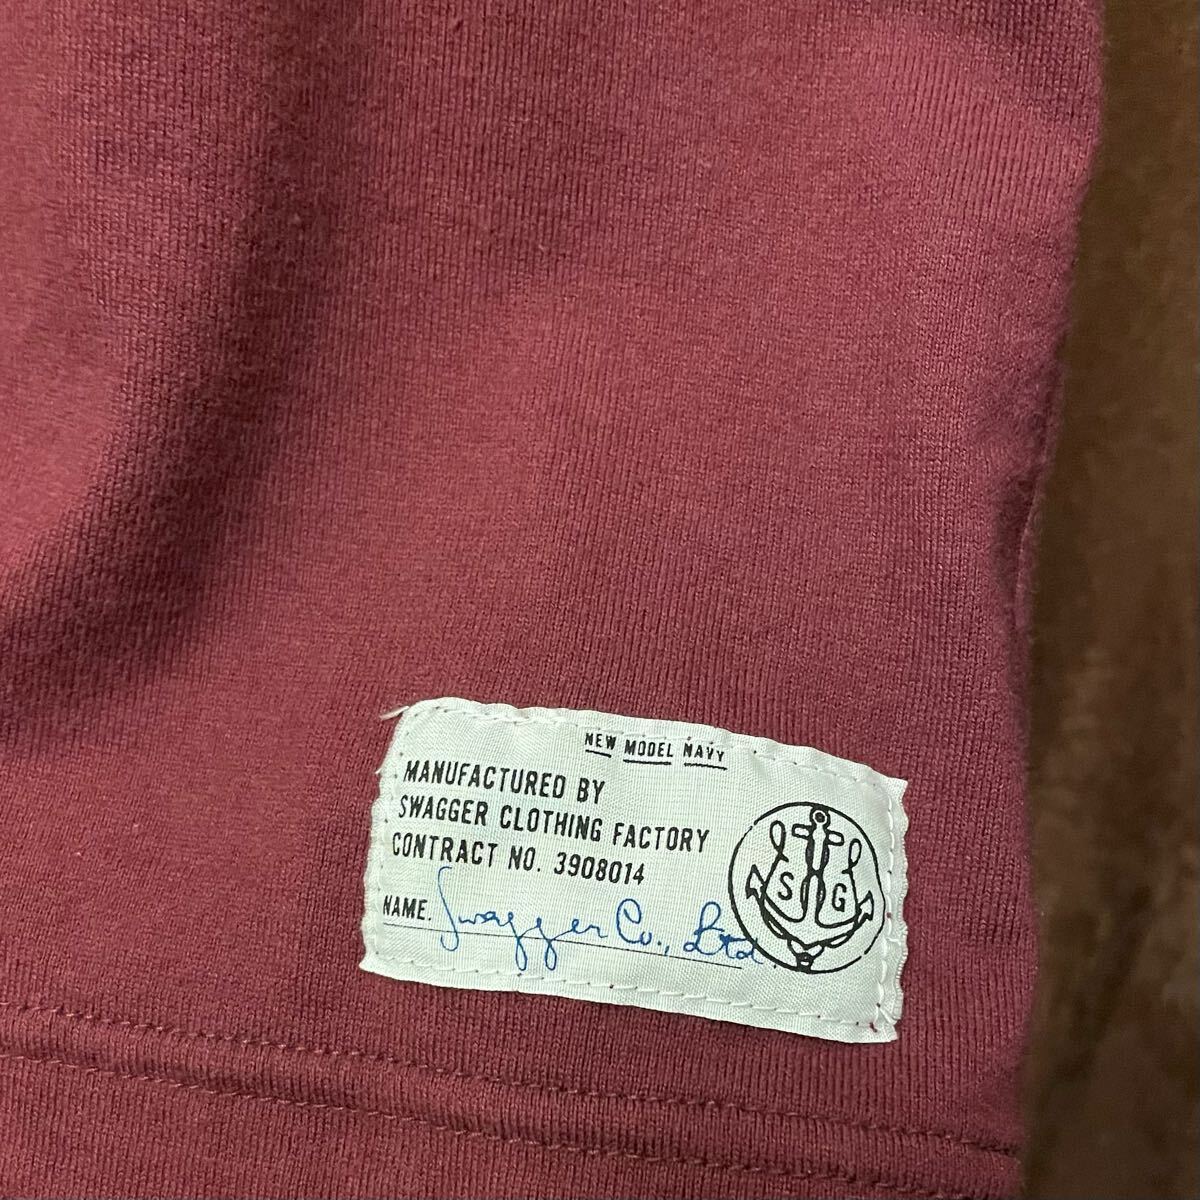 NEW MODEL NAVY
MANUFACTURED BY
SWAGGER CLOTHING FACTORY
CONTRACT NO. 3908014
NAME. Swagger Co., Ltd.
S G